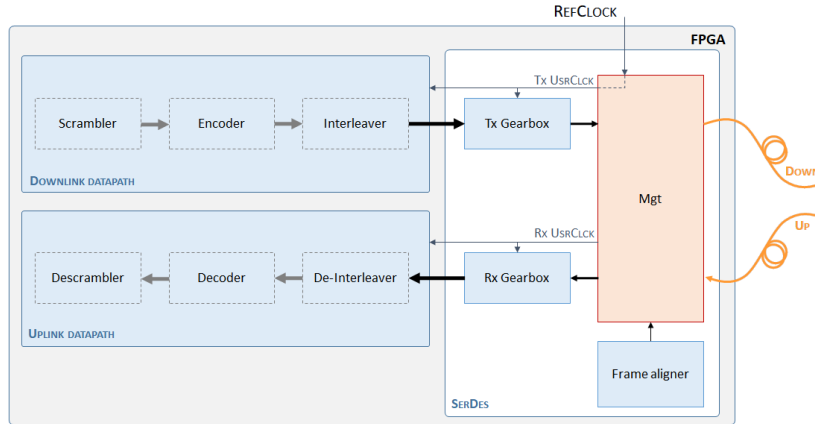 REFCLOCK
FPGA
TX USRCLCK
Scrambler
Encoder
Interleaver
Tx Gearbox
DOWNLINK DATAPATH
DOWN
Mgt
UP
RX USRCLCK
Descrambler
Decoder
De-Interleaver
Rx Gearbox
UPLINK DATAPATH
Frame aligner
SERDES